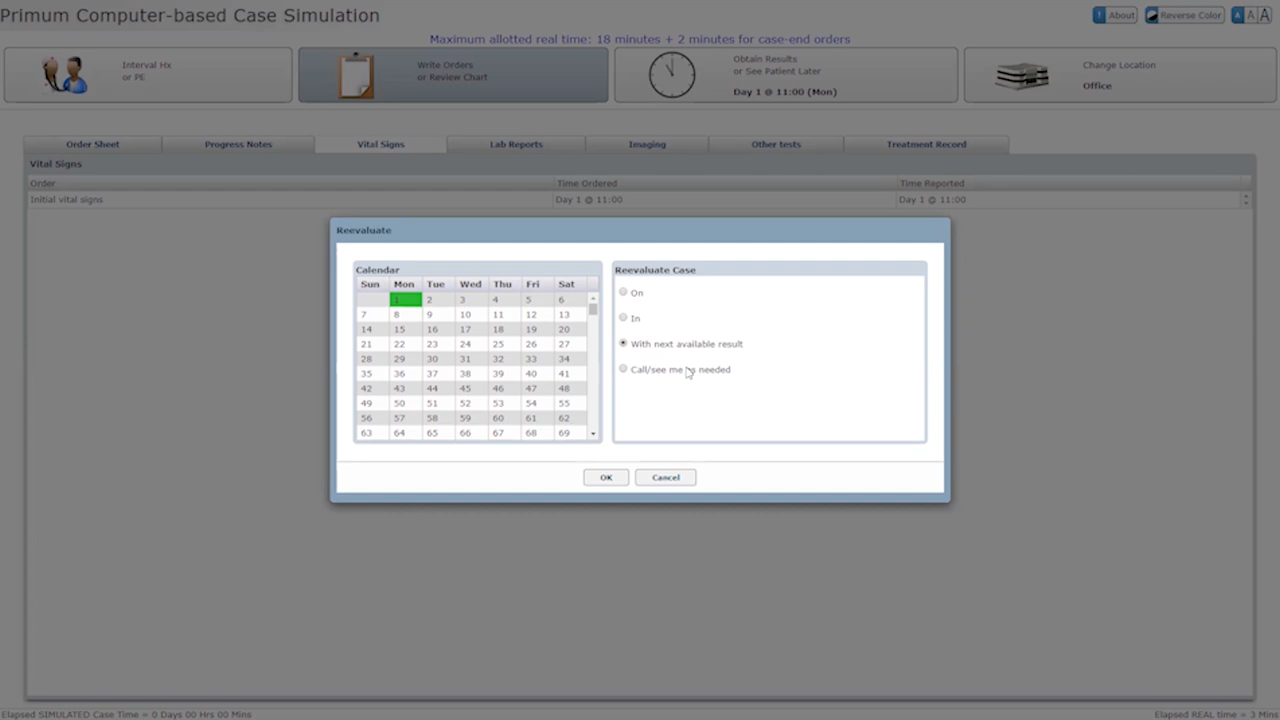 Primum Computer-based Case Simulation
About
Reverse Color
A A A
Maximum allotted real time: 18 minutes + 2 minutes for case-end orders
Interval Hx
or PE
Write Orders
or Review Chart
Obtain Results
or See Patient Later
Day 1 @ 11:00 (Mon)
Change Location
Office
Order Sheet Progress Notes Vital Signs Lab Reports Imaging Other tests Treatment Record
Vital Signs
Order Time Ordered Time Reported
Initial vital signs Day 1 @ 11:00 Day 1 @ 11:00
Reevaluate
Calendar
Sun Mon Tue Wed Thu Fri Sat
1 2 3 4 5 6
7 8 9 10 11 12 13
14 15 16 17 18 19 20
21 22 23 24 25 26 27
28 29 30 31 32 33 34
35 36 37 38 39 40 41
42 43 44 45 46 47 48
49 50 51 52 53 54 55
56 57 58 59 60 61 62
63 64 65 66 67 68 69
Reevaluate Case
On
In
With next available result
Call/see me as needed
OK Cancel
Elapsed SIMULATED Case Time = 0 Days 00 Hrs 00 Mins
Elapsed REAL time = 3 Mins